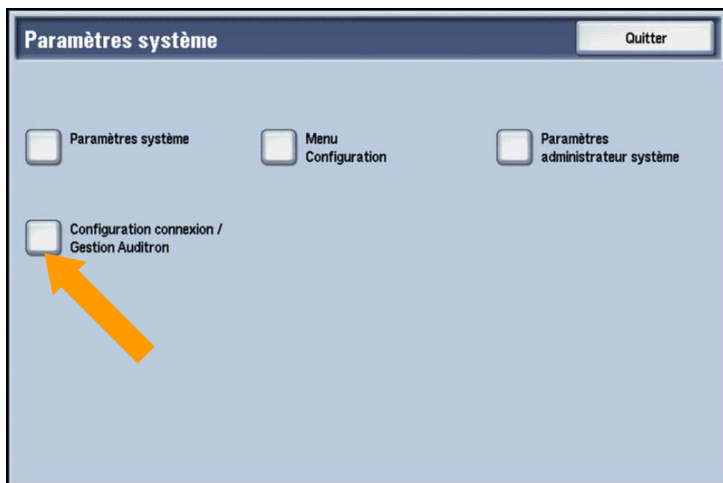 Paramètres système
Quitter
Paramètres système
Menu
Configuration
Paramètres
administrateur système
Configuration connexion /
Gestion Auditron